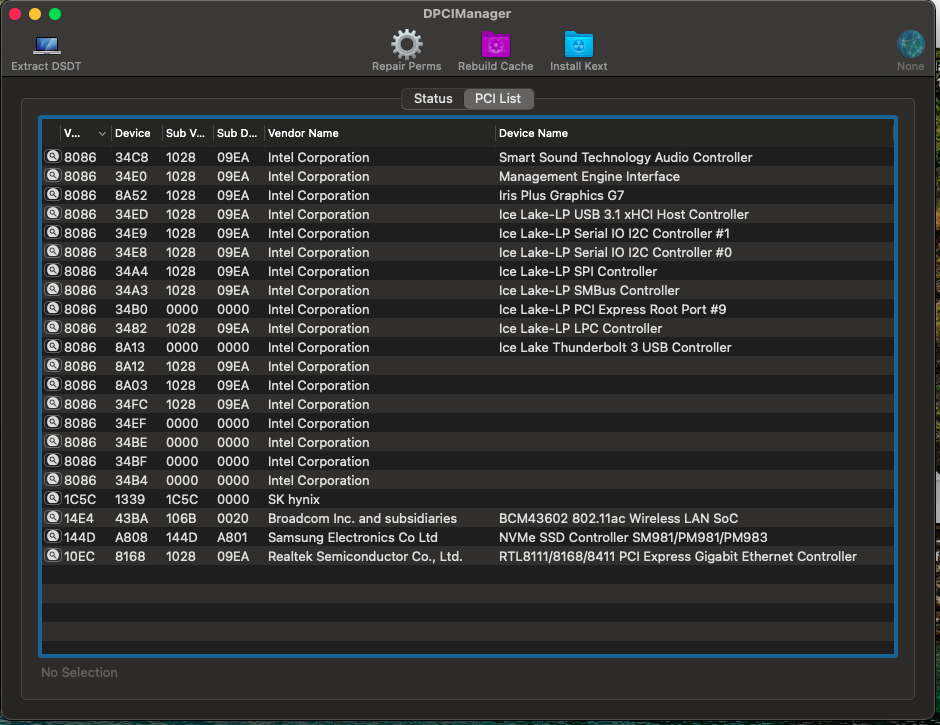 DPCIManager
Extract DSDT
Repair Perms
Rebuild Cache
Install Kext
None
Status PCI List
V... Device Sub V... Sub D... Vendor Name Device Name
8086 34C8 1028 09EA Intel Corporation Smart Sound Technology Audio Controller
8086 34E0 1028 09EA Intel Corporation Management Engine Interface
8086 8A52 1028 09EA Intel Corporation Iris Plus Graphics G7
8086 34ED 1028 09EA Intel Corporation Ice Lake-LP USB 3.1 xHCI Host Controller
8086 34E9 1028 09EA Intel Corporation Ice Lake-LP Serial IO I2C Controller #1
8086 34E8 1028 09EA Intel Corporation Ice Lake-LP Serial IO I2C Controller #0
8086 34A4 1028 09EA Intel Corporation Ice Lake-LP SPI Controller
8086 34A3 1028 09EA Intel Corporation Ice Lake-LP SMBus Controller
8086 34B0 0000 0000 Intel Corporation Ice Lake-LP PCI Express Root Port #9
8086 3482 1028 09EA Intel Corporation Ice Lake-LP LPC Controller
8086 8A13 0000 0000 Intel Corporation Ice Lake Thunderbolt 3 USB Controller
8086 8A12 1028 09EA Intel Corporation
8086 8A03 1028 09EA Intel Corporation
8086 34FC 1028 09EA Intel Corporation
8086 34EF 0000 0000 Intel Corporation
8086 34BE 0000 0000 Intel Corporation
8086 34BF 0000 0000 Intel Corporation
8086 34B4 0000 0000 Intel Corporation
1C5C 1339 1C5C 0000 SK hynix
14E4 43BA 106B 0020 Broadcom Inc. and subsidiaries BCM43602 802.11ac Wireless LAN SoC
144D A808 144D A801 Samsung Electronics Co Ltd NVMe SSD Controller SM981/PM981/PM983
10EC 8168 1028 09EA Realtek Semiconductor Co., Ltd. RTL8111/8168/8411 PCI Express Gigabit Ethernet Controller
No Selection